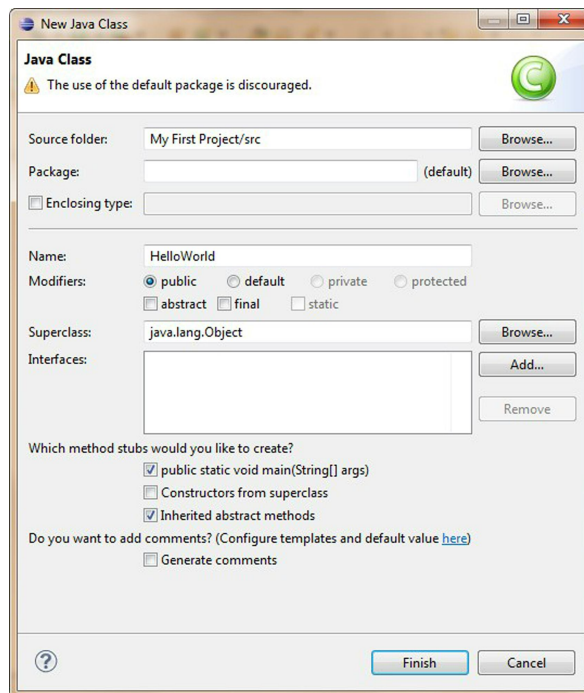 New Java Class
Java Class
The use of the default package is discouraged.
C
Source folder: My First Project/src Browse...
Package: (default) Browse...
Enclosing type: Browse...
Name: HelloWorld
Modifiers: public default private protected
abstract final static
Superclass: java.lang.Object Browse...
Interfaces: Add...
Remove
Which method stubs would you like to create?
public static void main(String[] args)
Constructors from superclass
Inherited abstract methods
Do you want to add comments? (Configure templates and default value here)
Generate comments
? Finish Cancel